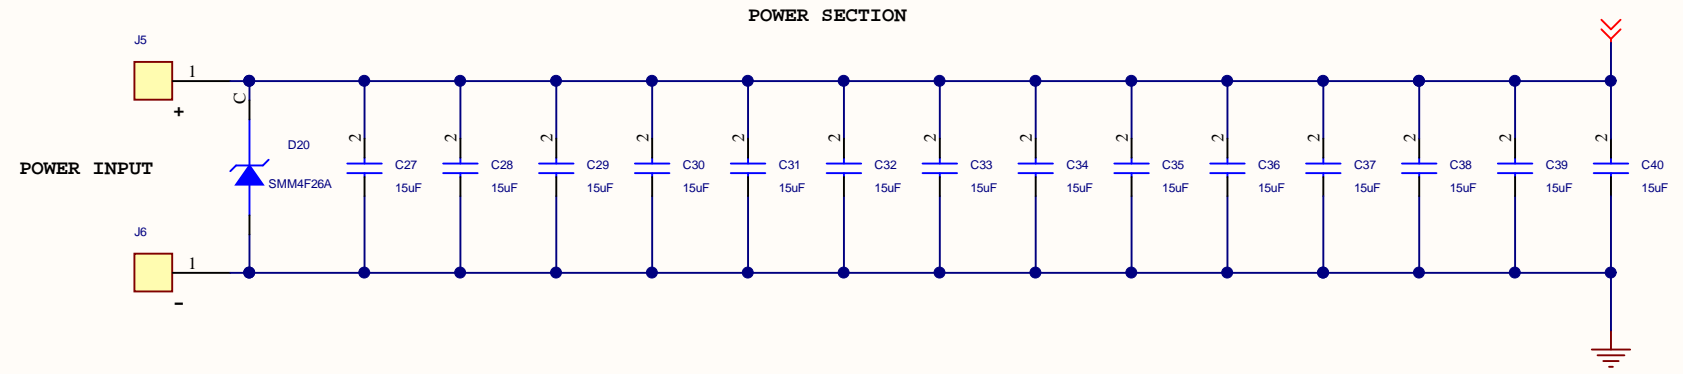 POWER SECTION
J5
1
+
C
D20
SMM4F26A
POWER INPUT
J6
1
-
2 2 2 2 2 2 2 2 2 2 2 2 2 2
C27 C28 C29 C30 C31 C32 C33 C34 C35 C36 C37 C38 C39 C40
15uF 15uF 15uF 15uF 15uF 15uF 15uF 15uF 15uF 15uF 15uF 15uF 15uF 15uF